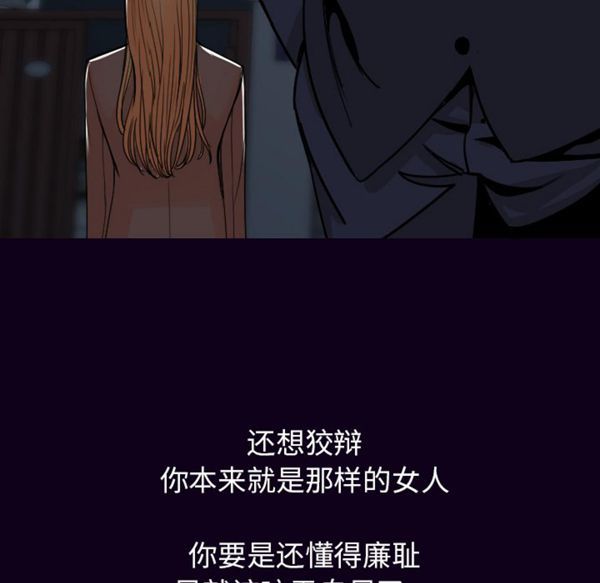 还想狡辩
你本来就是那样的女人
你要是还懂得廉耻